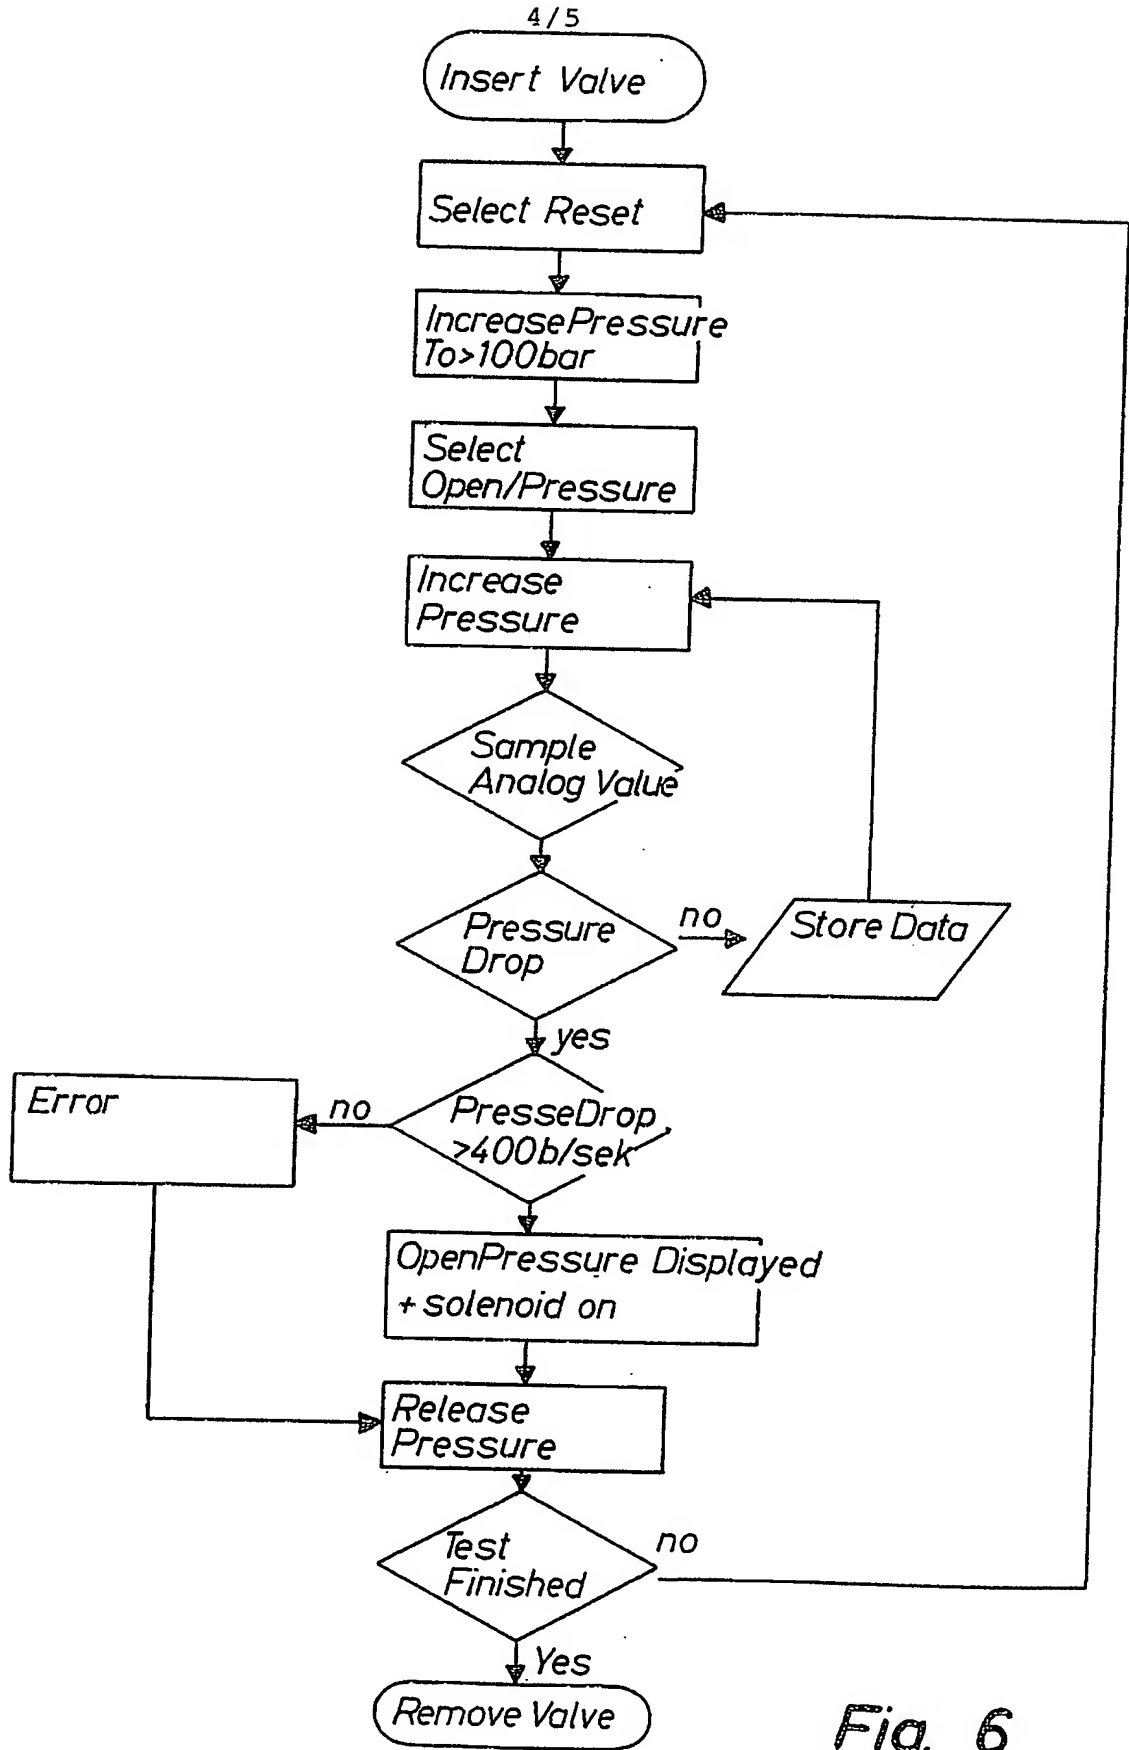 4/5
Insert Valve
Select Reset
Increase Pressure
To>100bar
Select
Open/Pressure
Increase
Pressure
Sample
Analog Value
Pressure
Drop
no
Store Data
yes
PresseDrop
>400b/sek
no
Error
OpenPressure Displayed
+ solenoid on
Release
Pressure
Test
Finished
no
Yes
Remove Valve
Fig. 6